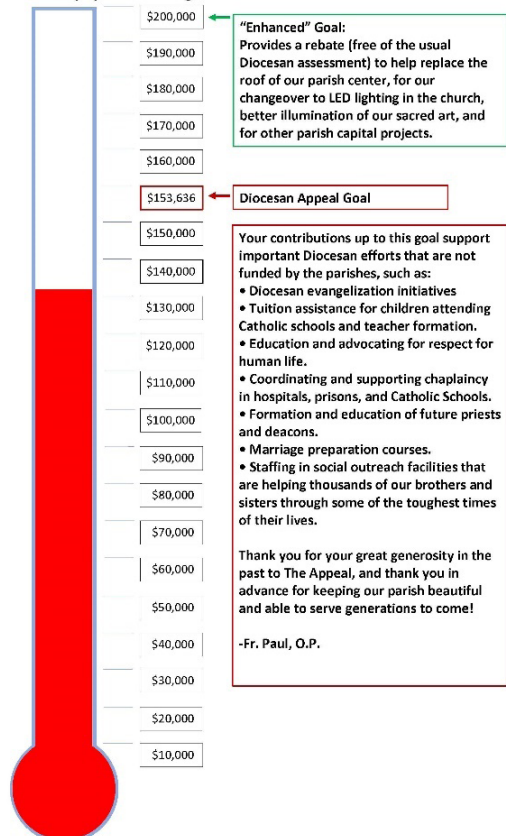 $200,000
$190,000
$180,000
$170,000
$160,000
$153,636
$150,000
$140,000
$130,000
$120,000
$110,000
$100,000
$90,000
$80,000
$70,000
$60,000
$50,000
$40,000
$30,000
$20,000
$10,000
“Enhanced” Goal:
Provides a rebate (free of the usual
Diocesan assessment) to help replace the
roof of our parish center, for our
changeover to LED lighting in the church,
better illumination of our sacred art, and
for other parish capital projects.
Diocesan Appeal Goal
Your contributions up to this goal support
important Diocesan efforts that are not
funded by the parishes, such as:
• Diocesan evangelization initiatives
• Tuition assistance for children attending
Catholic schools and teacher formation.
• Education and advocating for respect for
human life.
• Coordinating and supporting chaplaincy
in hospitals, prisons, and Catholic Schools.
• Formation and education of future priests
and deacons.
• Marriage preparation courses.
• Staffing in social outreach facilities that
are helping thousands of our brothers and
sisters through some of the toughest times
of their lives.
Thank you for your great generosity in the
past to The Appeal, and thank you in
advance for keeping our parish beautiful
and able to serve generations to come!
-Fr. Paul, O.P.